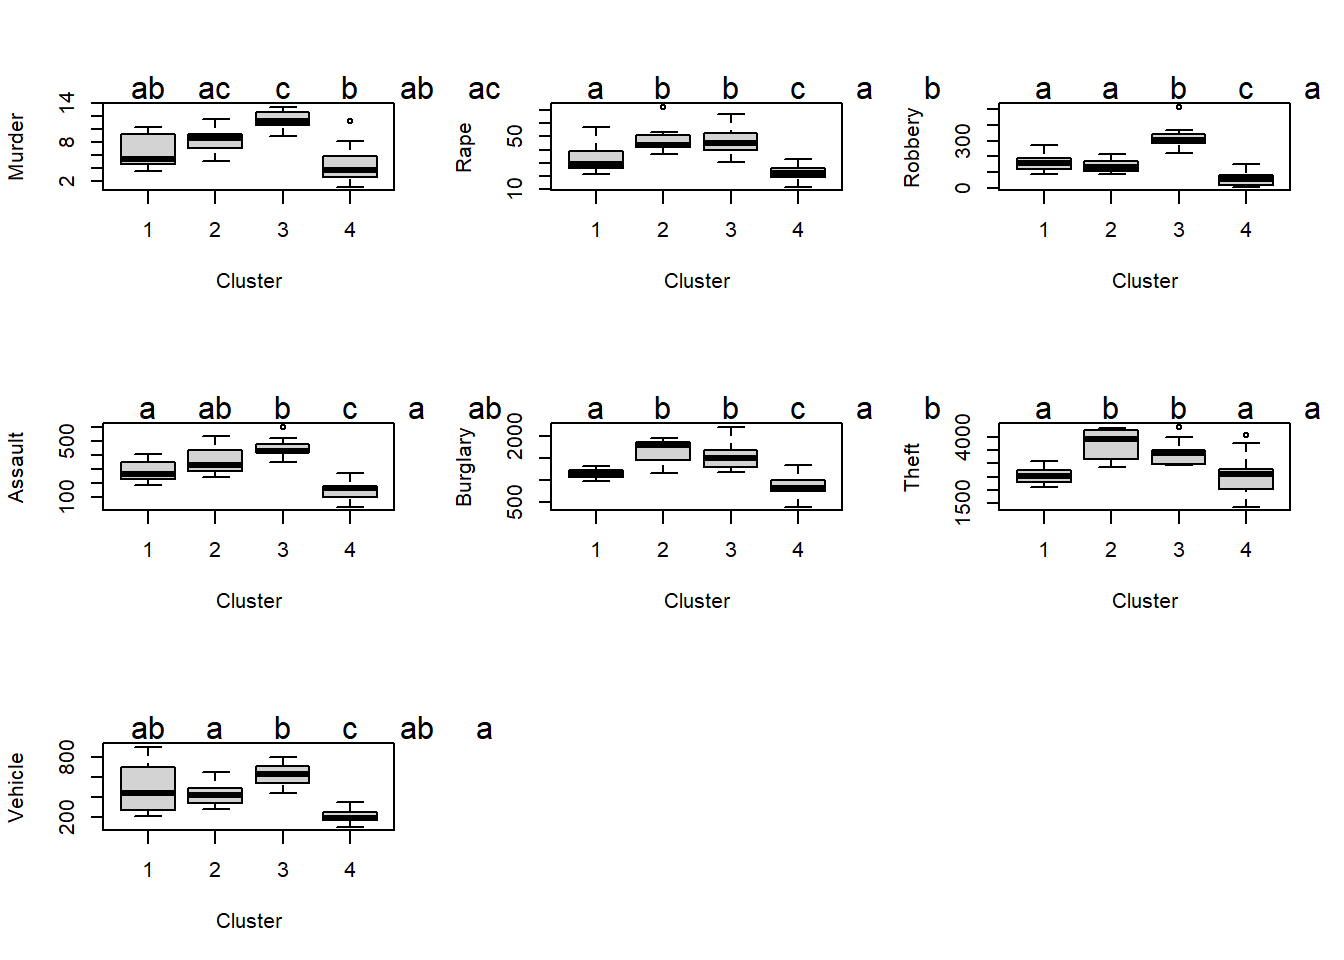 ab ac c b ab ac
Murder
14
8
2
1 2 3 4
Cluster
a b b c a b
Rape
50
10
1 2 3 4
Cluster
a a b c a
Robbery
300
0
1 2 3 4
Cluster
a ab b c a ab
Assault
500
100
1 2 3 4
Cluster
a b b c a b
Burglary
2000
500
1 2 3 4
Cluster
a b b a a
Theft
4000
1500
1 2 3 4
Cluster
ab a b c ab a
Vehicle
800
200
1 2 3 4
Cluster